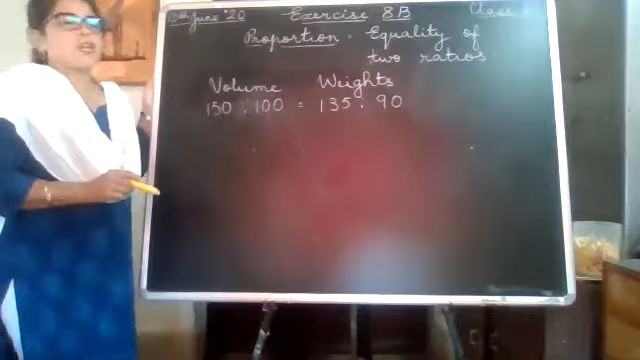 June '20 Exercise 8B Class
Proportion = Equality of
two ratios
Volume Weights
150 : 100 = 135 : 90